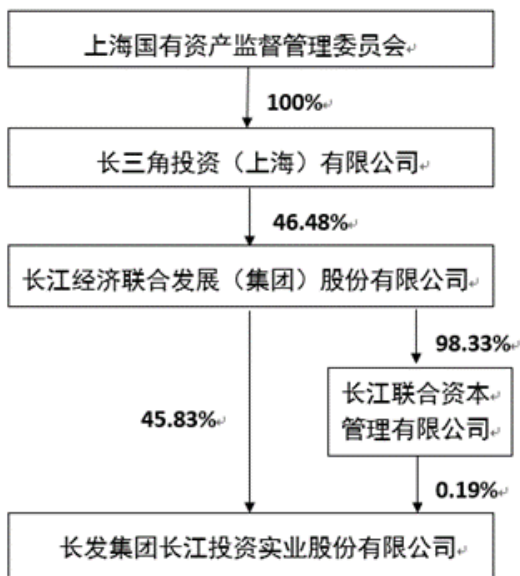 上海国有资产监督管理委员会
100%
长三角投资（上海）有限公司
46.48%
长江经济联合发展（集团）股份有限公司
98.33%
长江联合资本
管理有限公司
45.83%
0.19%
长发集团长江投资实业股份有限公司